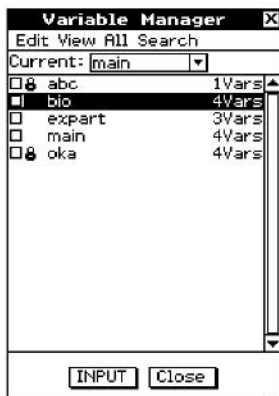 Variable Manager
Edit View All Search
Current: main
abc 1Vars
bio 4Vars
expart 3Vars
main 4Vars
oka 4Vars
INPUT Close